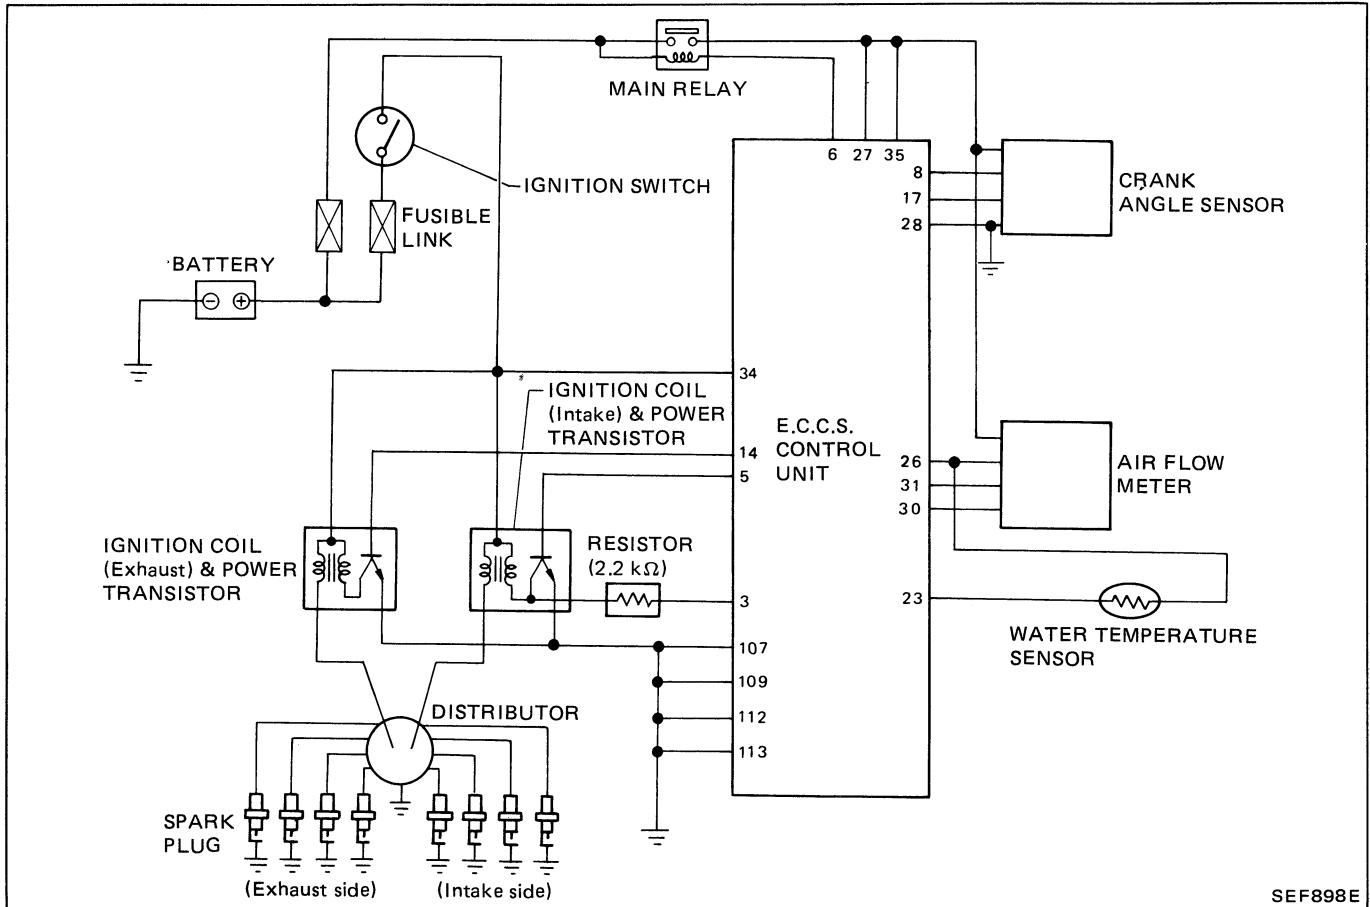 MAIN RELAY
6 27 35
8
17
28
CRANK
ANGLE SENSOR
IGNITION SWITCH
FUSIBLE
LINK
BATTERY
− +
34
IGNITION COIL
(Intake) & POWER
TRANSISTOR
14
5
E.C.C.S.
CONTROL
UNIT
26
31
30
AIR FLOW
METER
IGNITION COIL
(Exhaust) & POWER
TRANSISTOR
RESISTOR
(2.2 kΩ)
3
23
WATER TEMPERATURE
SENSOR
107
109
112
113
DISTRIBUTOR
SPARK
PLUG
(Exhaust side)
(Intake side)
SEF898E